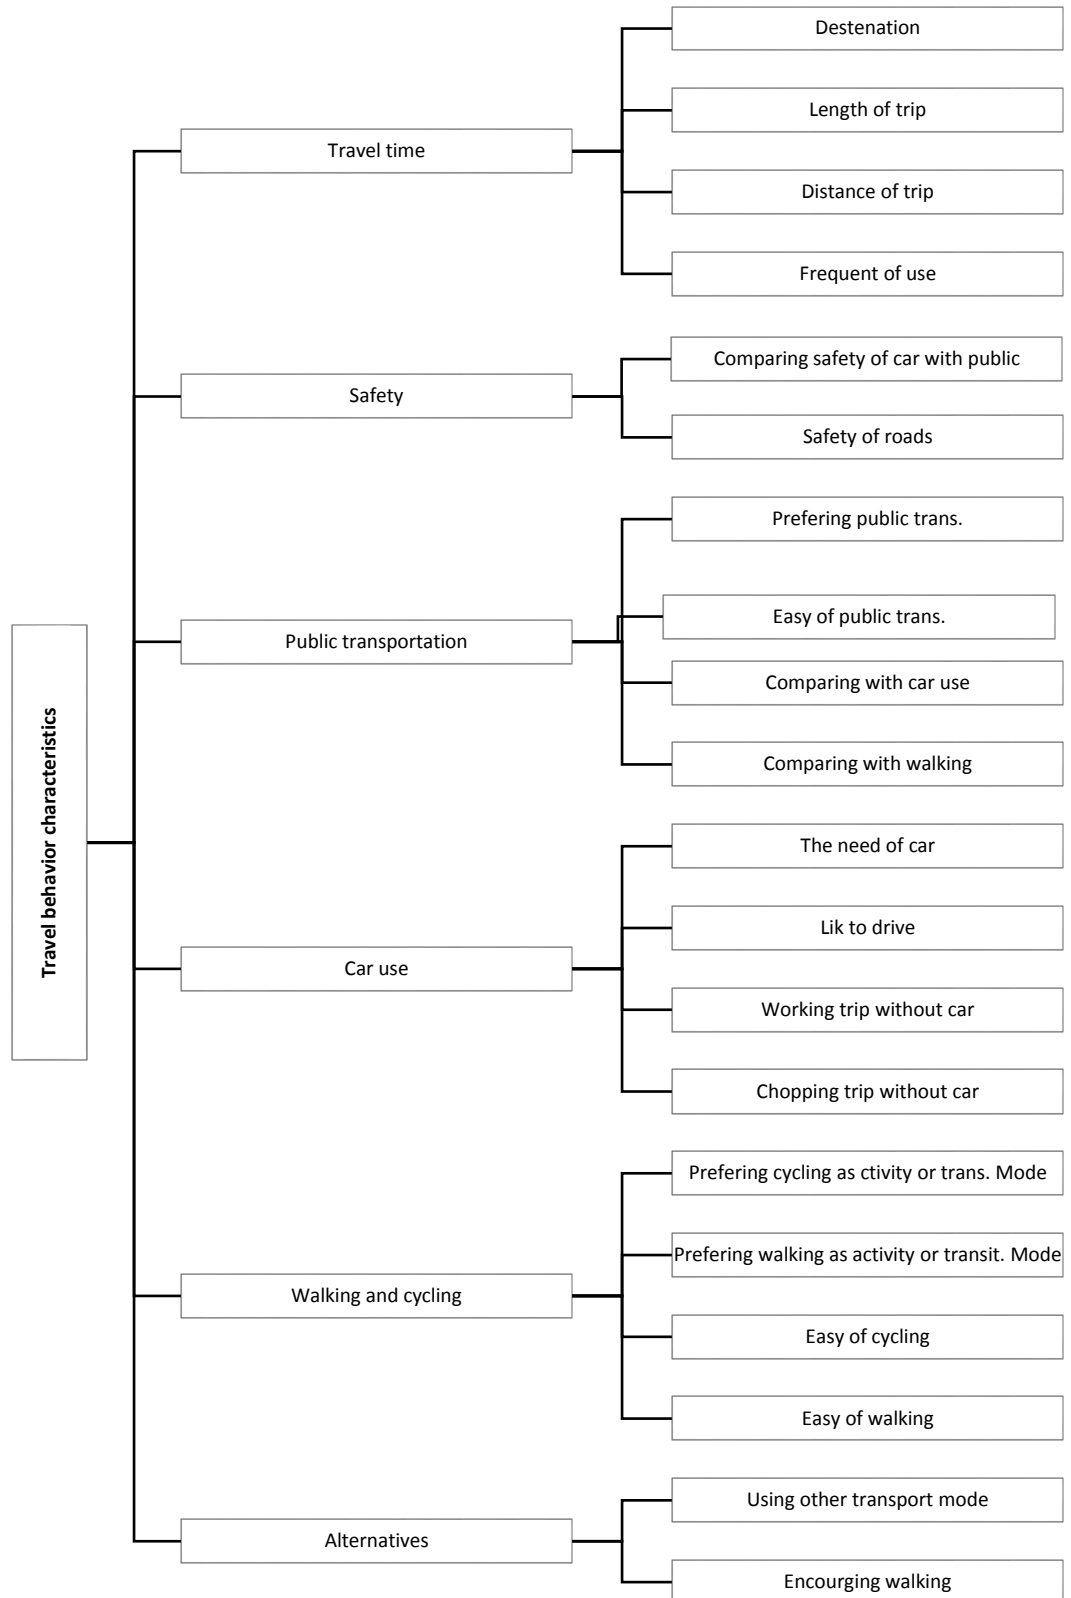 Travel behavior characteristics
Travel time
Destenation
Length of trip
Distance of trip
Frequent of use
Safety
Comparing safety of car with public
Safety of roads
Public transportation
Prefering public trans.
Easy of public trans.
Comparing with car use
Comparing with walking
Car use
The need of car
Lik to drive
Working trip without car
Chopping trip without car
Walking and cycling
Prefering cycling as ctivity or trans. Mode
Prefering walking as activity or transit. Mode
Easy of cycling
Easy of walking
Alternatives
Using other transport mode
Encourging walking